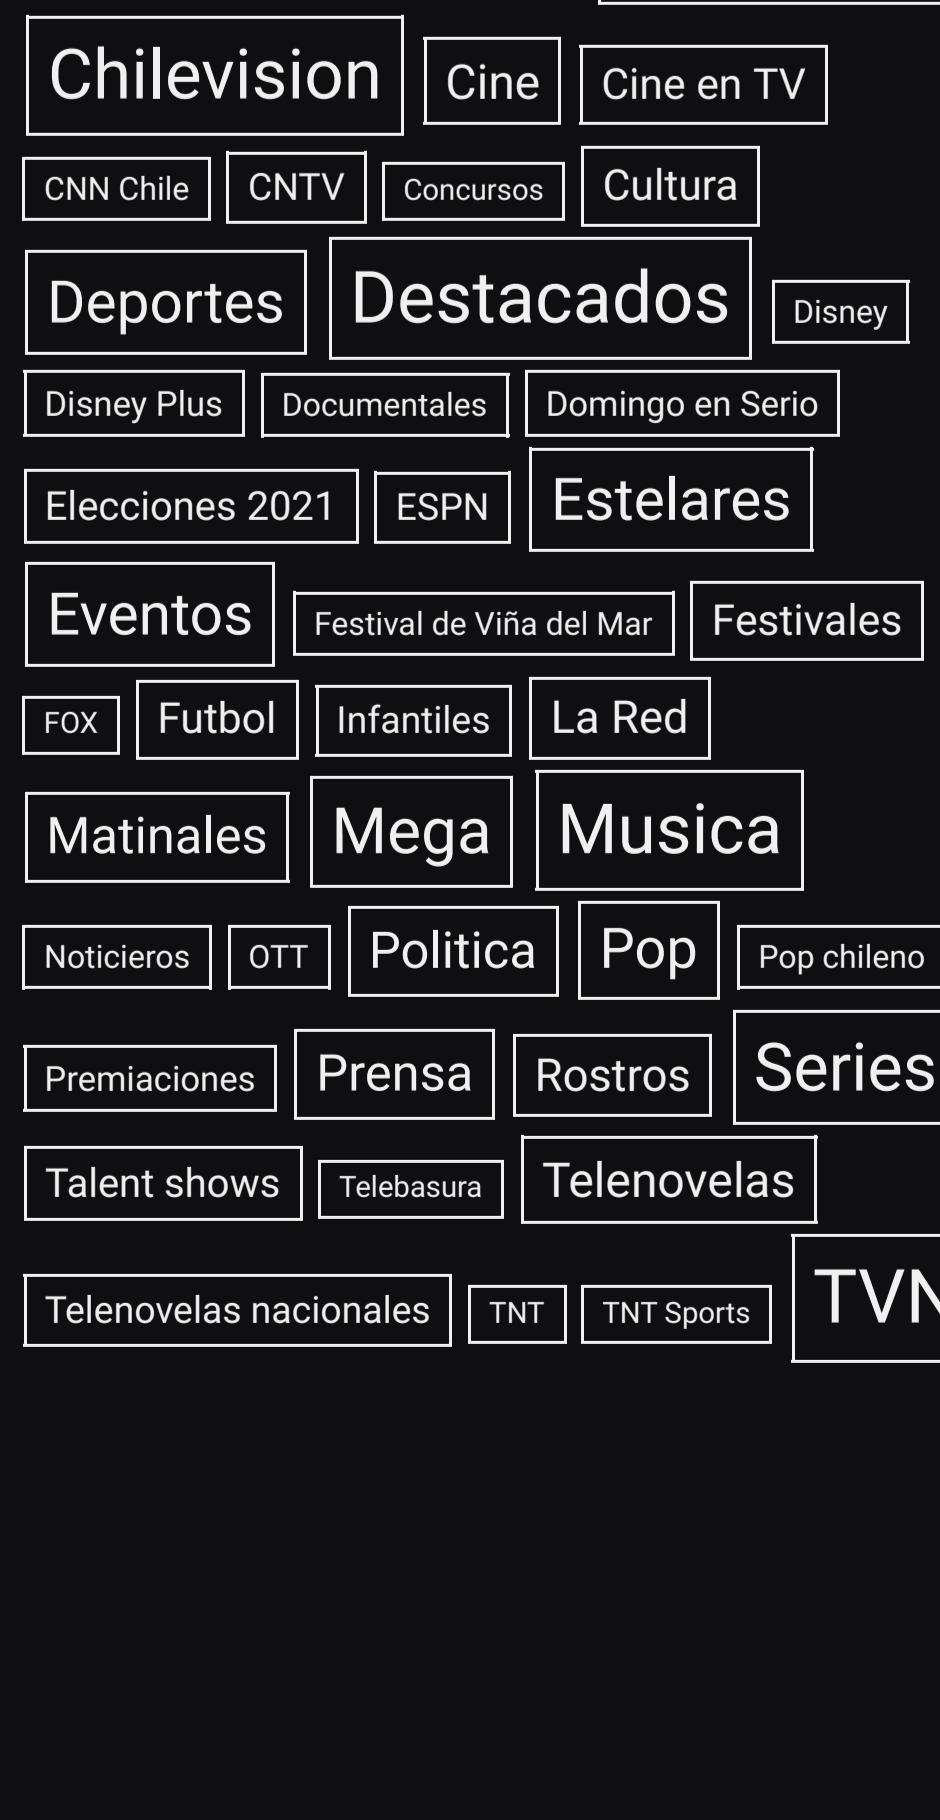 Chilevision Cine Cine en TV
CNN Chile CNTV Concursos Cultura
Deportes Destacados Disney
Disney Plus Documentales Domingo en Serio
Elecciones 2021 ESPN Estelares
Eventos Festival de Viña del Mar Festivales
FOX Futbol Infantiles La Red
Matinales Mega Musica
Noticieros OTT Politica Pop Pop chileno
Premiaciones Prensa Rostros Series
Talent shows Telebasura Telenovelas
Telenovelas nacionales TNT TNT Sports TVN